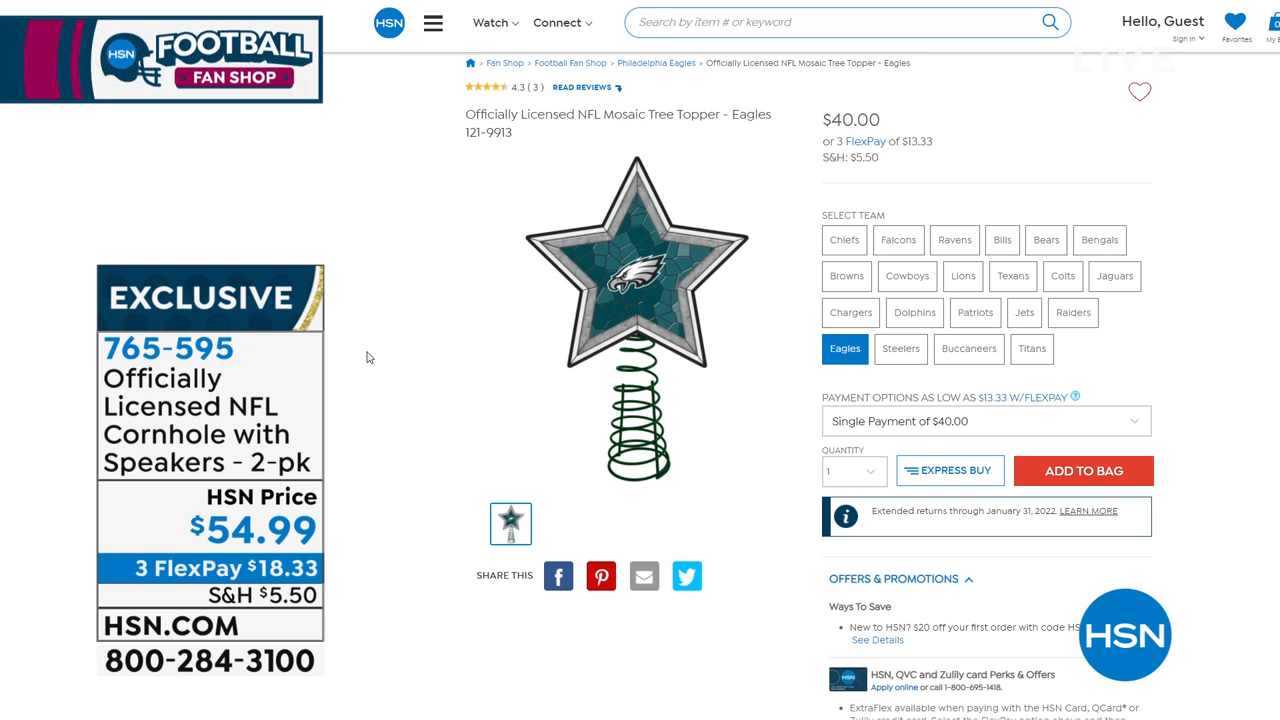 HSN
FOOTBALL
FAN SHOP
HSN
Watch
Connect
Search by item # or keyword
Hello, Guest
Sign In
Favorites
0
LIVE
Fan Shop > Football Fan Shop > Philadelphia Eagles > Officially Licensed NFL Mosaic Tree Topper - Eagles
4.3 ( 3 ) READ REVIEWS
Officially Licensed NFL Mosaic Tree Topper - Eagles
121-9913
$40.00
or 3 FlexPay of $13.33
S&H: $5.50
SELECT TEAM
Chiefs Falcons Ravens Bills Bears Bengals
Browns Cowboys Lions Texans Colts Jaguars
Chargers Dolphins Patriots Jets Raiders
Eagles Steelers Buccaneers Titans
PAYMENT OPTIONS AS LOW AS $13.33 W/FLEXPAY ?
Single Payment of $40.00
QUANTITY
1
EXPRESS BUY
ADD TO BAG
i
Extended returns through January 31, 2022. LEARN MORE
SHARE THIS
OFFERS & PROMOTIONS
Ways To Save
• New to HSN? $20 off your first order with code HS
See Details
HSN
HSN, QVC and Zulily card Perks & Offers
Apply online or call 1-800-695-1418.
• ExtraFlex available when paying with the HSN Card, QCard® or
EXCLUSIVE
765-595
Officially
Licensed NFL
Cornhole with
Speakers - 2-pk
HSN Price
$54.99
3 FlexPay $18.33
S&H $5.50
HSN.COM
800-284-3100